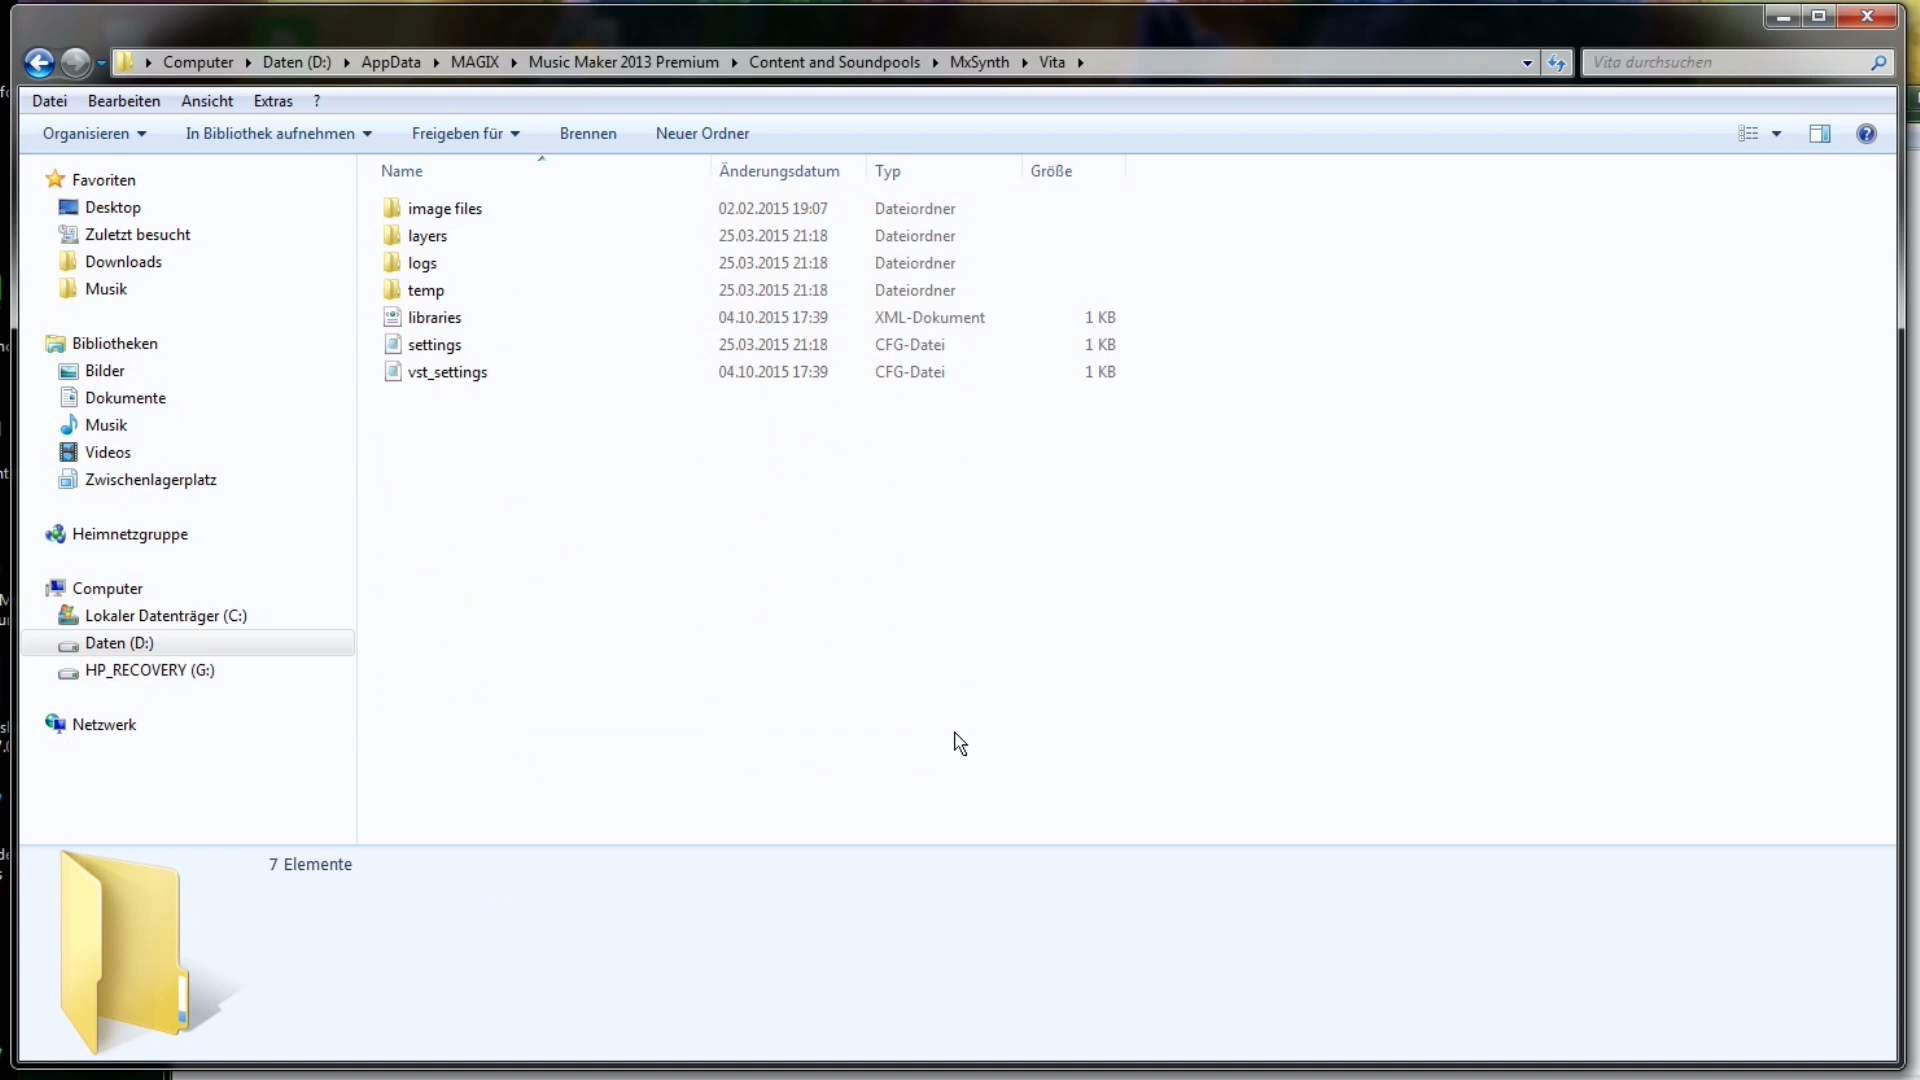 Computer Daten (D:) AppData MAGIX Music Maker 2013 Premium Content and Soundpools MxSynth Vita
Vita durchsuchen
Datei Bearbeiten Ansicht Extras ?
Organisieren In Bibliothek aufnehmen Freigeben für Brennen Neuer Ordner
Favoriten
Desktop
Zuletzt besucht
Downloads
Musik
Bibliotheken
Bilder
Dokumente
Musik
Videos
Zwischenlagerplatz
Heimnetzgruppe
Computer
Lokaler Datenträger (C:)
Daten (D:)
HP_RECOVERY (G:)
Netzwerk
Name Änderungsdatum Typ Größe
image files 02.02.2015 19:07 Dateiordner
layers 25.03.2015 21:18 Dateiordner
logs 25.03.2015 21:18 Dateiordner
temp 25.03.2015 21:18 Dateiordner
libraries 04.10.2015 17:39 XML-Dokument 1 KB
settings 25.03.2015 21:18 CFG-Datei 1 KB
vst_settings 04.10.2015 17:39 CFG-Datei 1 KB
7 Elemente